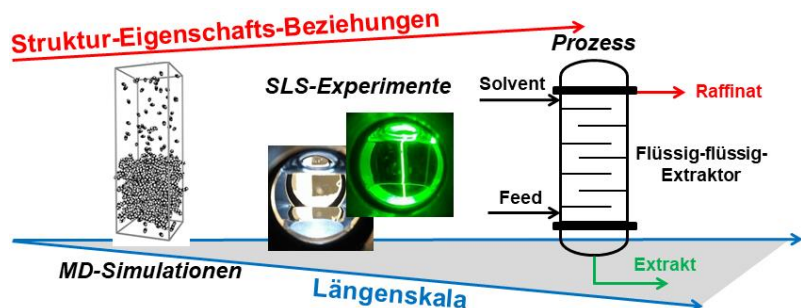 Struktur-Eigenschafts-Beziehungen
Prozess
SLS-Experimente
Solvent
Raffinat
Flüssig-flüssig-
Extraktor
Feed
MD-Simulationen
Extrakt
Längenskala